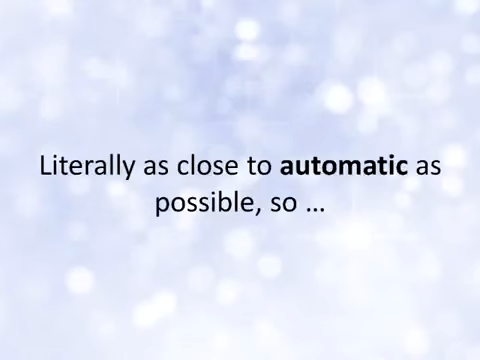 Literally as close to automatic as
possible, so …